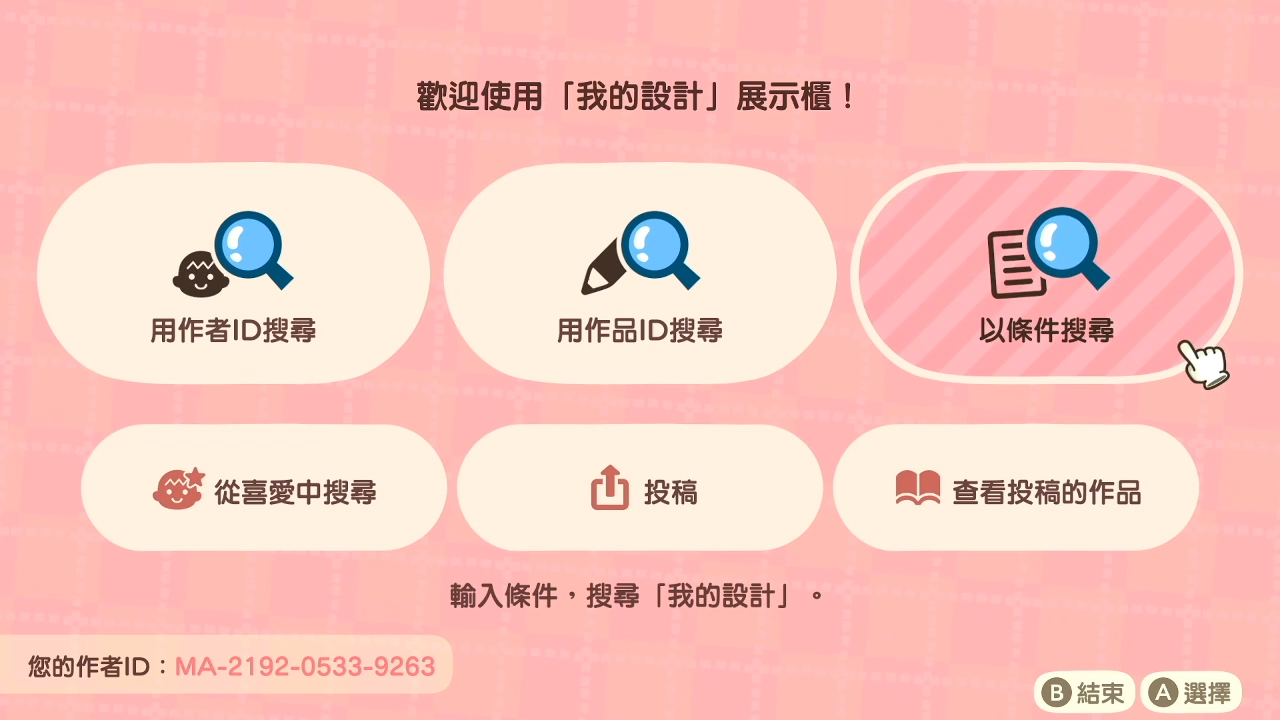 歡迎使用「我的設計」展示櫃！
用作者ID搜尋
用作品ID搜尋
以條件搜尋
從喜愛中搜尋
投稿
查看投稿的作品
輸入條件，搜尋「我的設計」。
您的作者ID：MA-2192-0533-9263
B 結束
A 選擇